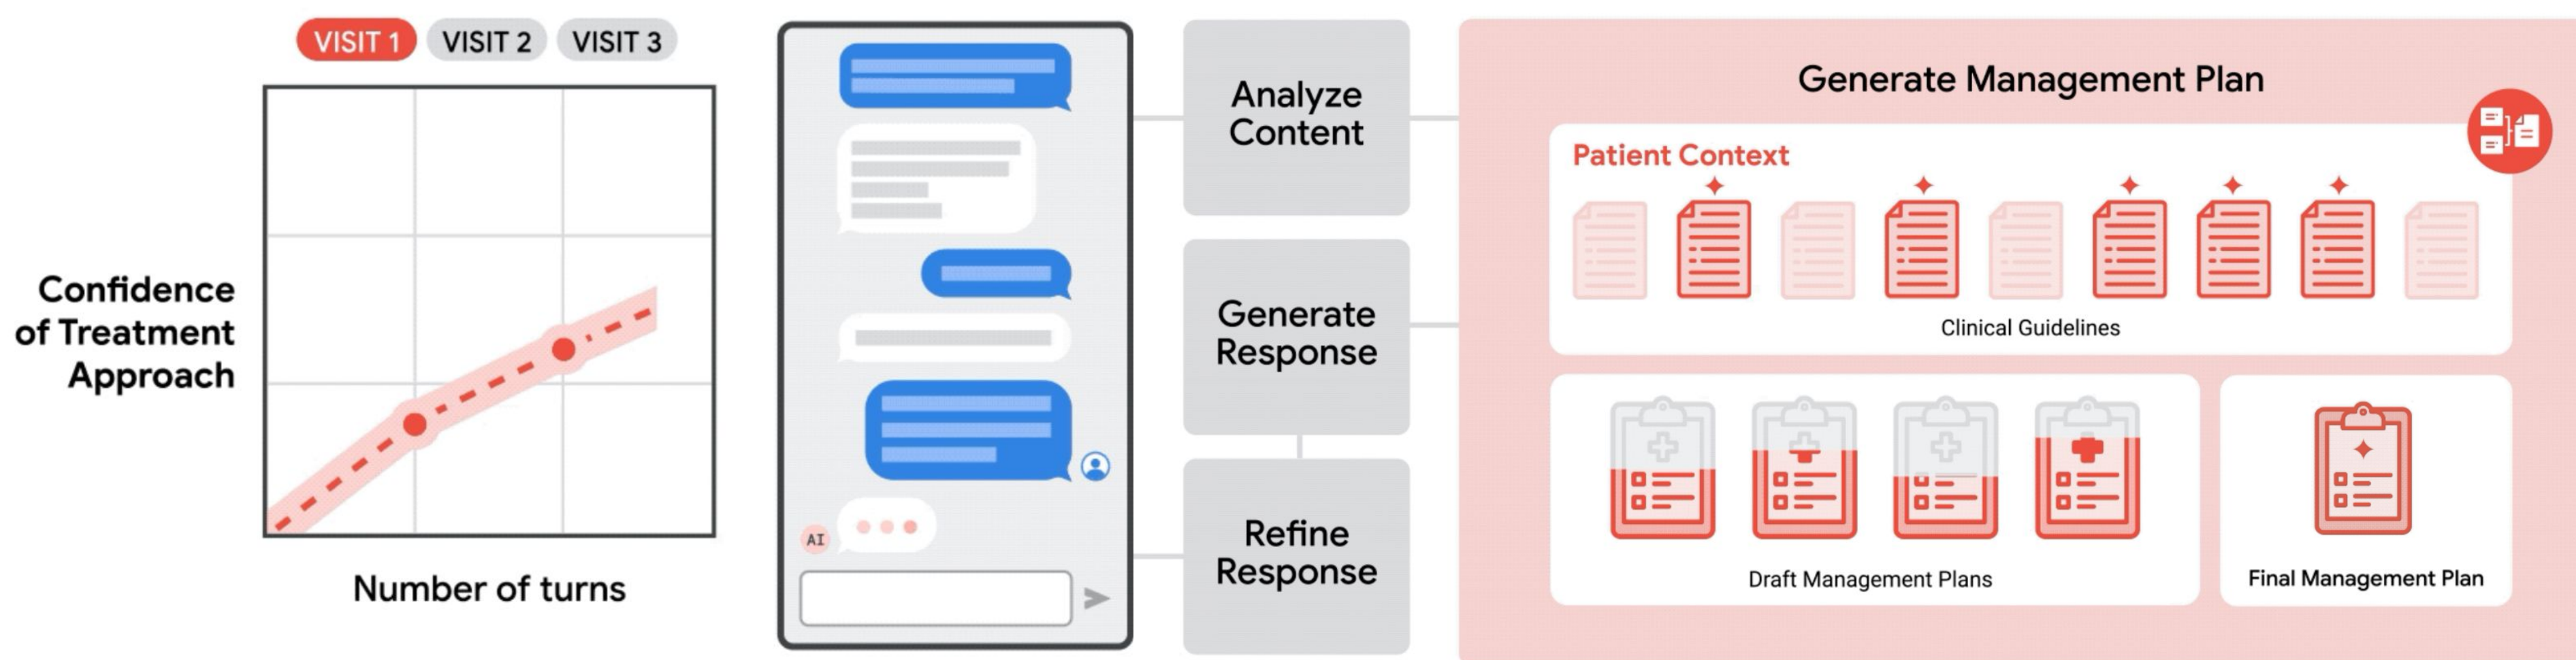 VISIT 1
VISIT 2
VISIT 3
Confidence
of Treatment
Approach
Number of turns
AI
Analyze
Content
Generate
Response
Refine
Response
Generate Management Plan
Patient Context
Clinical Guidelines
Draft Management Plans
Final Management Plan